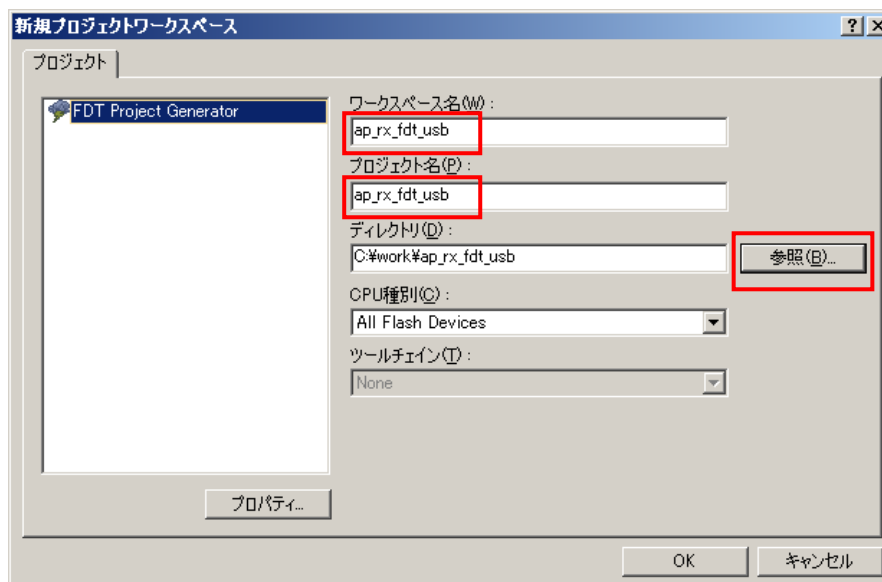 新規プロジェクトワークスペース
プロジェクト
FDT Project Generator
ワークスペース名(W) :
ap_rx_fdt_usb
プロジェクト名(P) :
ap_rx_fdt_usb
ディレクトリ(D) :
C:¥work¥ap_rx_fdt_usb
参照(B)...
CPU種別(C) :
All Flash Devices
ツールチェイン(T) :
None
プロパティ...
OK
キャンセル